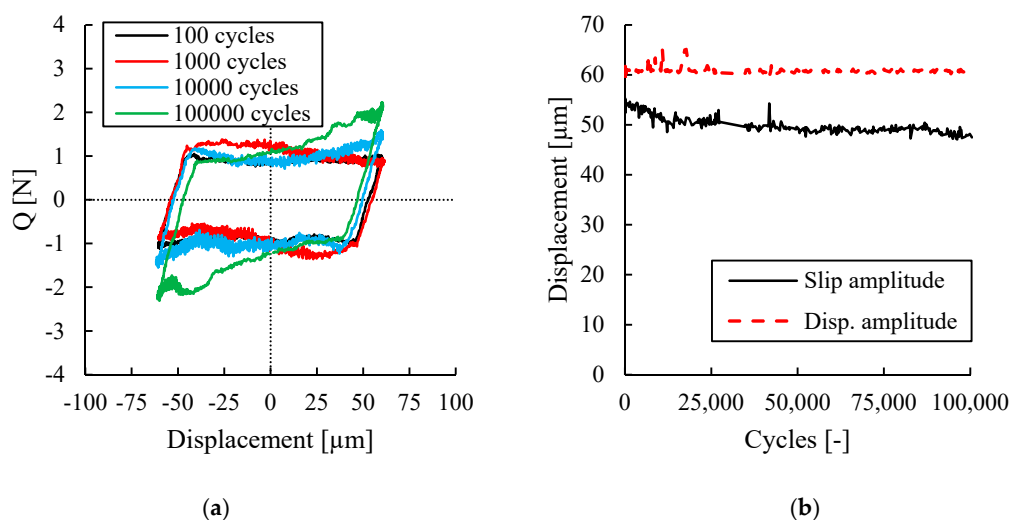 4
3
2
1
0
-1
-2
-3
-4
Q [N]
100 cycles
1000 cycles
10000 cycles
100000 cycles
-100 -75 -50 -25 0 25 50 75 100
Displacement [µm]
(a)
70
60
50
40
30
20
10
0
Displacement [µm]
Slip amplitude
Disp. amplitude
0 25,000 50,000 75,000 100,000
Cycles [-]
(b)